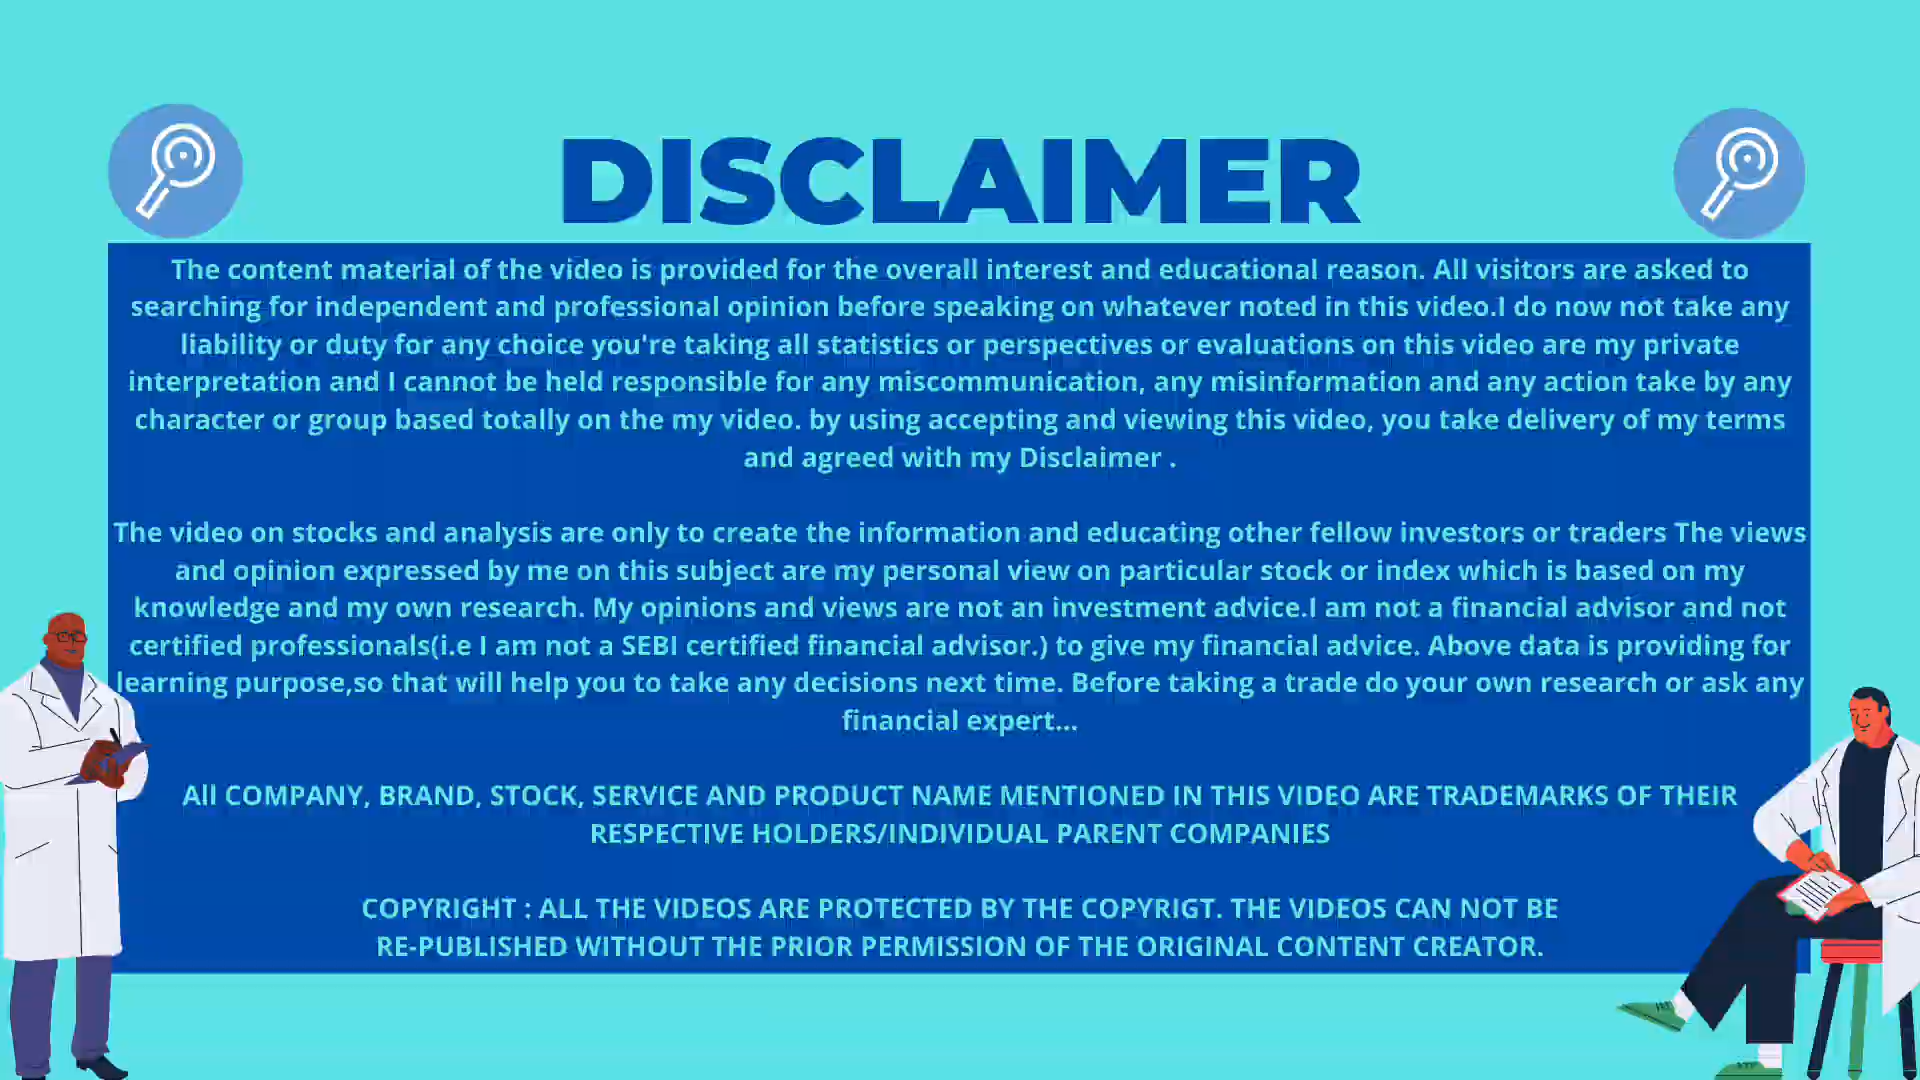 DISCLAIMER
The content material of the video is provided for the overall interest and educational reason. All visitors are asked to
searching for independent and professional opinion before speaking on whatever noted in this video.I do now not take any
liability or duty for any choice you're taking all statistics or perspectives or evaluations on this video are my private
interpretation and I cannot be held responsible for any miscommunication, any misinformation and any action take by any
character or group based totally on the my video. by using accepting and viewing this video, you take delivery of my terms
and agreed with my Disclaimer .
The video on stocks and analysis are only to create the information and educating other fellow investors or traders The views
and opinion expressed by me on this subject are my personal view on particular stock or index which is based on my
knowledge and my own research. My opinions and views are not an investment advice.I am not a financial advisor and not
certified professionals(i.e I am not a SEBI certified financial advisor.) to give my financial advice. Above data is providing for
learning purpose,so that will help you to take any decisions next time. Before taking a trade do your own research or ask any
financial expert...
All COMPANY, BRAND, STOCK, SERVICE AND PRODUCT NAME MENTIONED IN THIS VIDEO ARE TRADEMARKS OF THEIR
RESPECTIVE HOLDERS/INDIVIDUAL PARENT COMPANIES
COPYRIGHT : ALL THE VIDEOS ARE PROTECTED BY THE COPYRIGT. THE VIDEOS CAN NOT BE
RE-PUBLISHED WITHOUT THE PRIOR PERMISSION OF THE ORIGINAL CONTENT CREATOR.